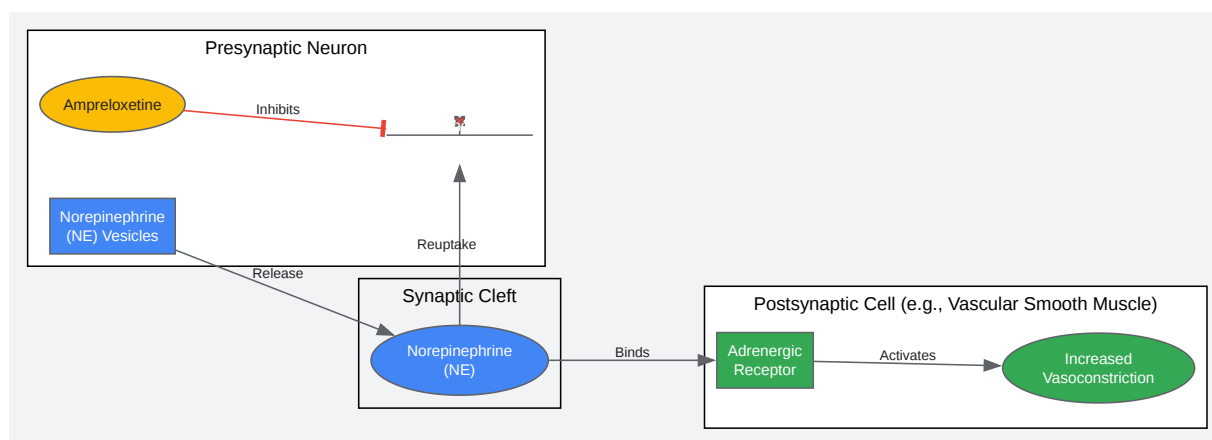 Presynaptic Neuron
Ampreloxetine
Inhibits
Norepinephrine
(NE) Vesicles
Reuptake
Release
Synaptic Cleft
Norepinephrine
(NE)
Binds
Postsynaptic Cell (e.g., Vascular Smooth Muscle)
Adrenergic
Receptor
Activates
Increased
Vasoconstriction